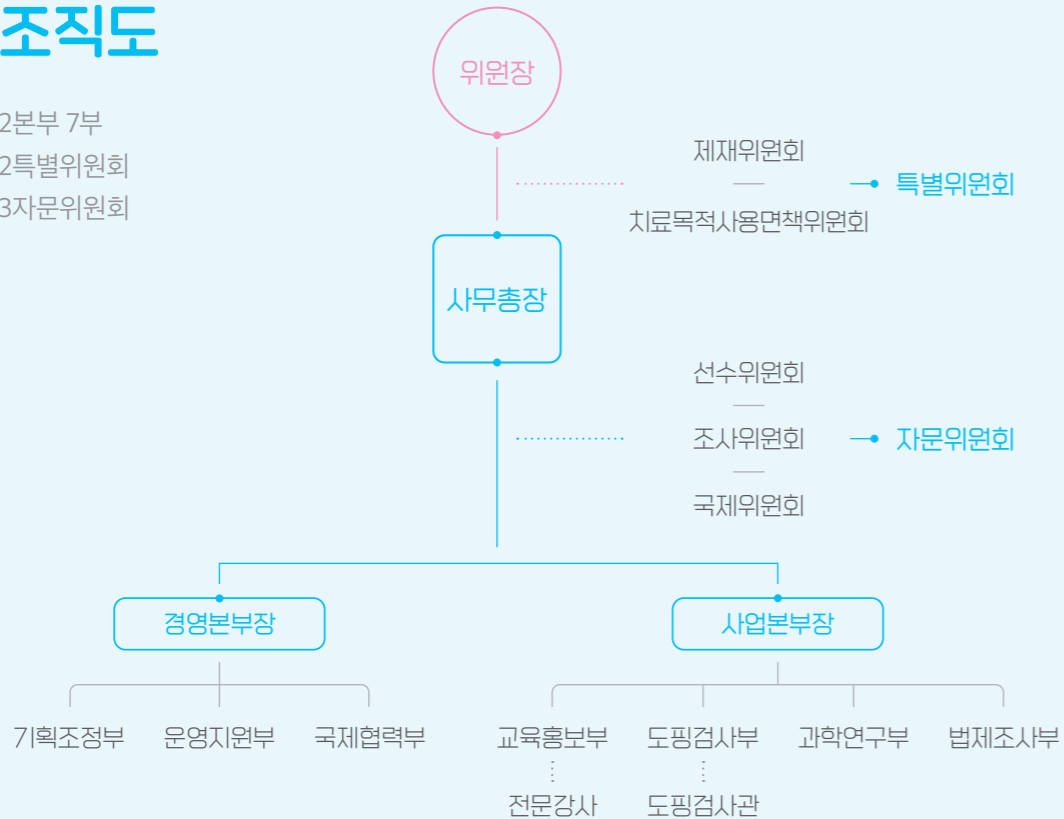 조직도
2본부 7부
2특별위원회
3자문위원회
위원장
제재위원회
치료목적사용면책위원회
특별위원회
사무총장
선수위원회
조사위원회
국제위원회
자문위원회
경영본부장
사업본부장
기획조정부 운영지원부 국제협력부 교육홍보부 도핑검사부 과학연구부 법제조사부
전문강사 도핑검사관